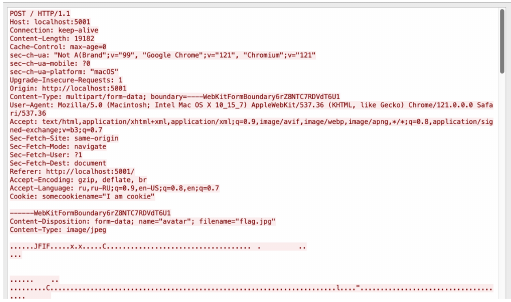 POST / HTTP/1.1
Host: localhost:5001
Connection: keep-alive
Content-Length: 19182
Cache-Control: max-age=0
sec-ch-ua: "Not A(Brand";v="99", "Google Chrome";v="121", "Chromium";v="121"
sec-ch-ua-mobile: ?0
sec-ch-ua-platform: "macOS"
Upgrade-Insecure-Requests: 1
Origin: http://localhost:5001
Content-Type: multipart/form-data; boundary=----WebKitFormBoundary6rZ8NTC7RDVdT6U1
User-Agent: Mozilla/5.0 (Macintosh; Intel Mac OS X 10_15_7) AppleWebKit/537.36 (KHTML, like Gecko) Chrome/121.0.0.0 Safa
ri/537.36
Accept: text/html,application/xhtml+xml,application/xml;q=0.9,image/avif,image/webp,image/apng,*/*;q=0.8,application/sig
ned-exchange;v=b3;q=0.7
Sec-Fetch-Site: same-origin
Sec-Fetch-Mode: navigate
Sec-Fetch-User: ?1
Sec-Fetch-Dest: document
Referer: http://localhost:5001/
Accept-Encoding: gzip, deflate, br
Accept-Language: ru,ru-RU;q=0.9,en-US;q=0.8,en;q=0.7
Cookie: somecookiename="I am cookie"
------WebKitFormBoundary6rZ8NTC7RDVdT6U1
Content-Disposition: form-data; name="avatar"; filename="flag.jpg"
Content-Type: image/jpeg
......JFIF.....x.x.....C................................... .         ..
...
......    ..